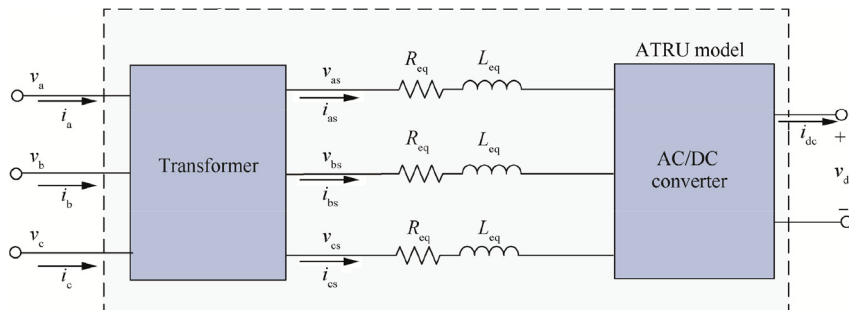 ATRU model
v_a
i_a
v_as
i_as
R_eq
L_eq
Transformer
v_b
i_b
v_bs
i_bs
R_eq
L_eq
AC/DC
converter
i_dc
+
v_d
−
v_c
i_c
v_cs
i_cs
R_eq
L_eq